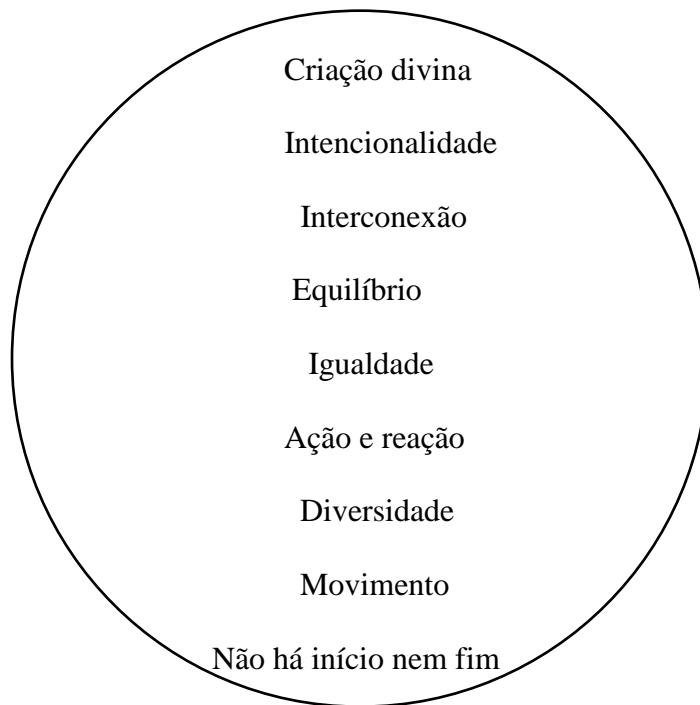 Criação divina
Intencionalidade
Interconexão
Equilíbrio
Igualdade
Ação e reação
Diversidade
Movimento
Não há início nem fim